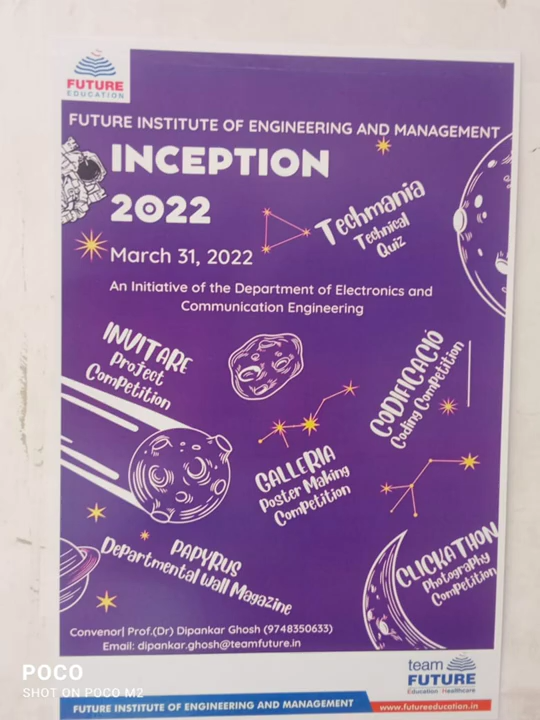 FUTURE
EDUCATION
FUTURE INSTITUTE OF ENGINEERING AND MANAGEMENT
INCEPTION
2022
March 31, 2022
Techmania
Technical
Quiz
An Initiative of the Department of Electronics and
Communication Engineering
INVITARE
Project
Competition
CODIFICACIÓ
Coding Competition
GALLERIA
Poster Making
Competition
PAPYRUS
Departmental Wall Magazine
CLICKATHON
Photography
Competition
Convenor| Prof.(Dr) Dipankar Ghosh (9748350633)
Email: dipankar.ghosh@teamfuture.in
team
FUTURE
Education Healthcare
FUTURE INSTITUTE OF ENGINEERING AND MANAGEMENT
www.futureeducation.in
POCO
SHOT ON POCO M2